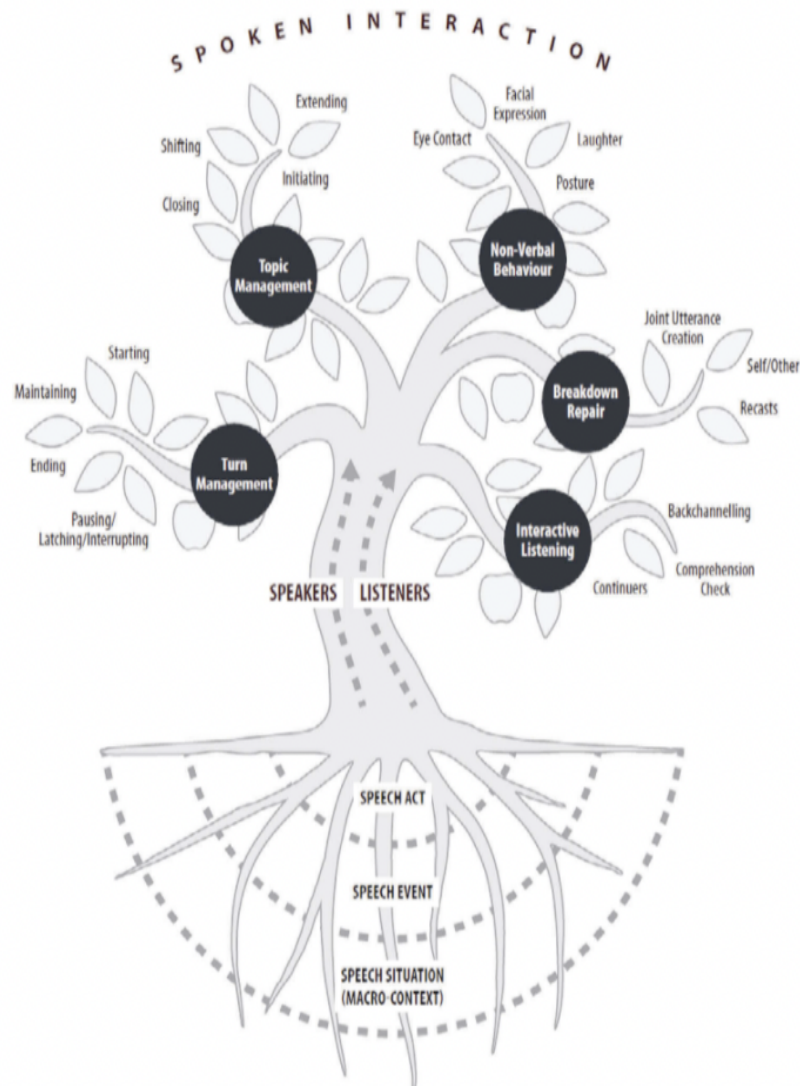 SPOKEN INTERACTION
Extending
Shifting
Initiating
Closing
Topic
Management
Facial
Expression
Eye Contact
Laughter
Posture
Non-Verbal
Behaviour
Joint Utterance
Creation
Self/Other
Recasts
Breakdown
Repair
Starting
Maintaining
Ending
Pausing/
Latching/Interrupting
Turn
Management
Interactive
Listening
Backchannelling
Comprehension
Check
Continuers
SPEAKERS
LISTENERS
SPEECH ACT
SPEECH EVENT
SPEECH SITUATION
(MACRO-CONTEXT)